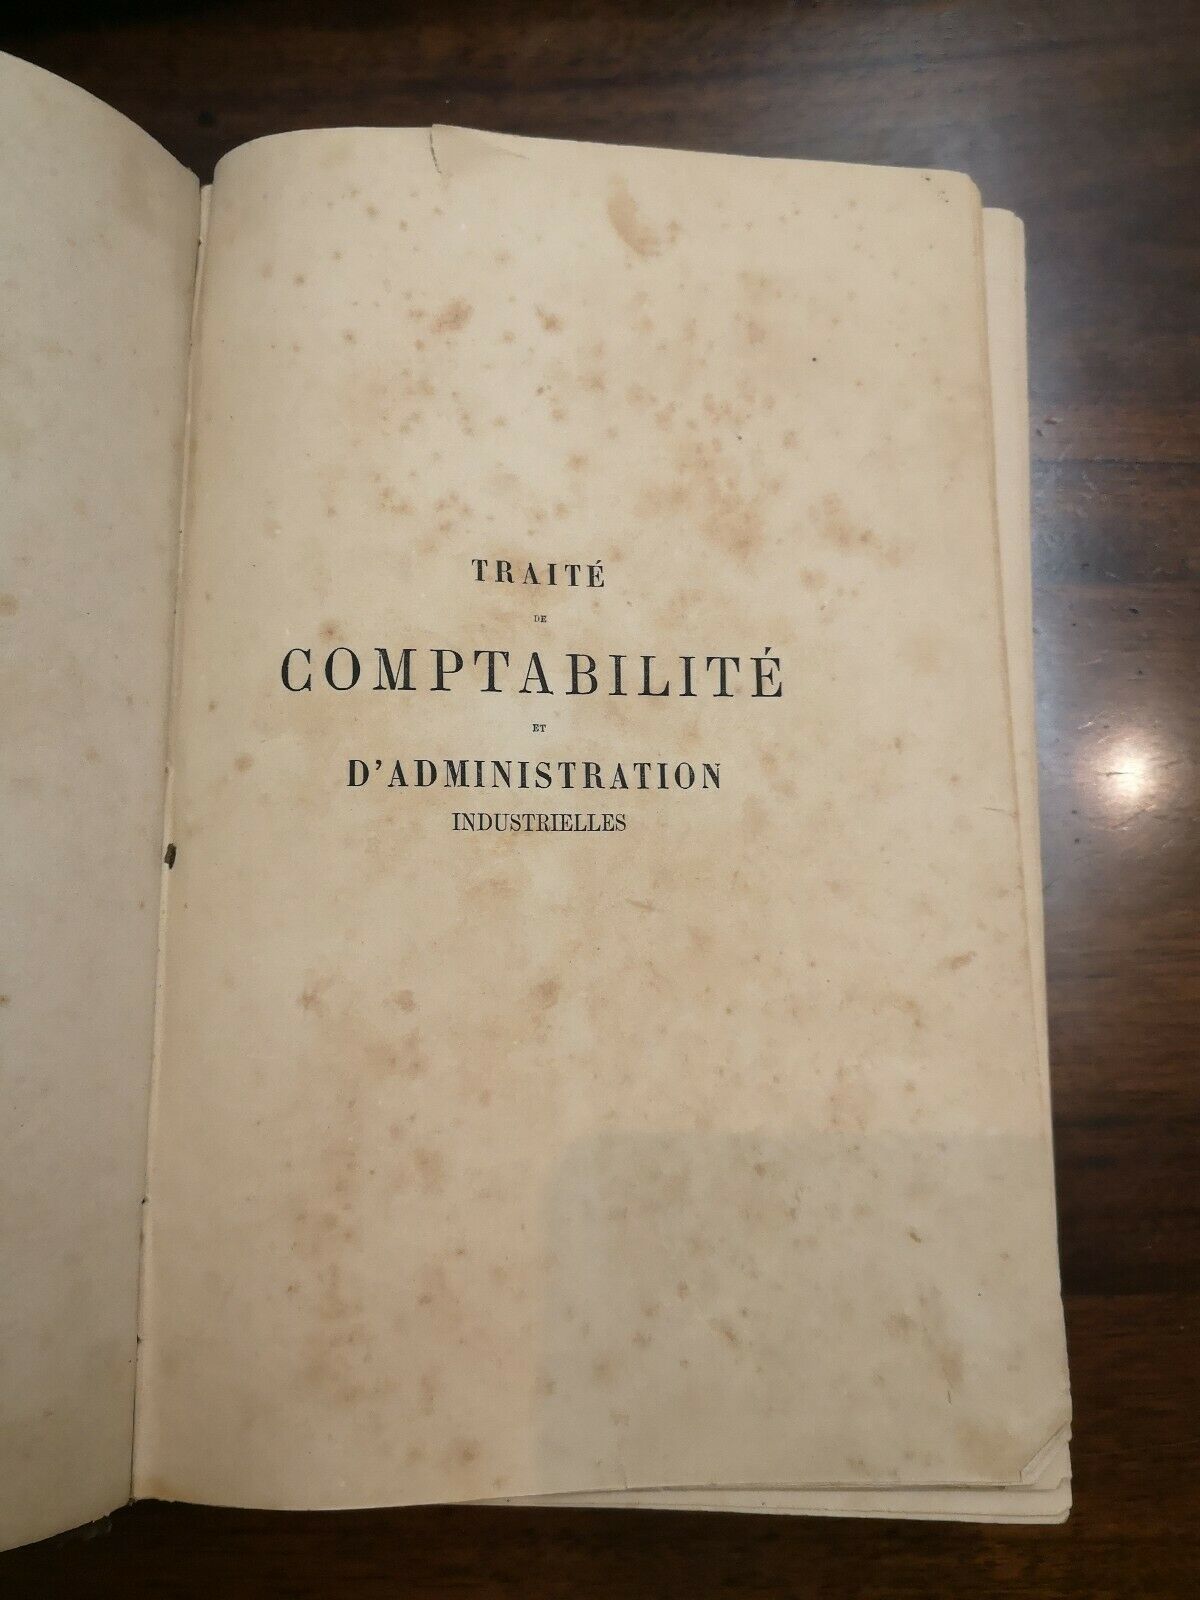 TRAITÉ
DE
COMPTABILITÉ
ET
D'ADMINISTRATION
INDUSTRIELLES